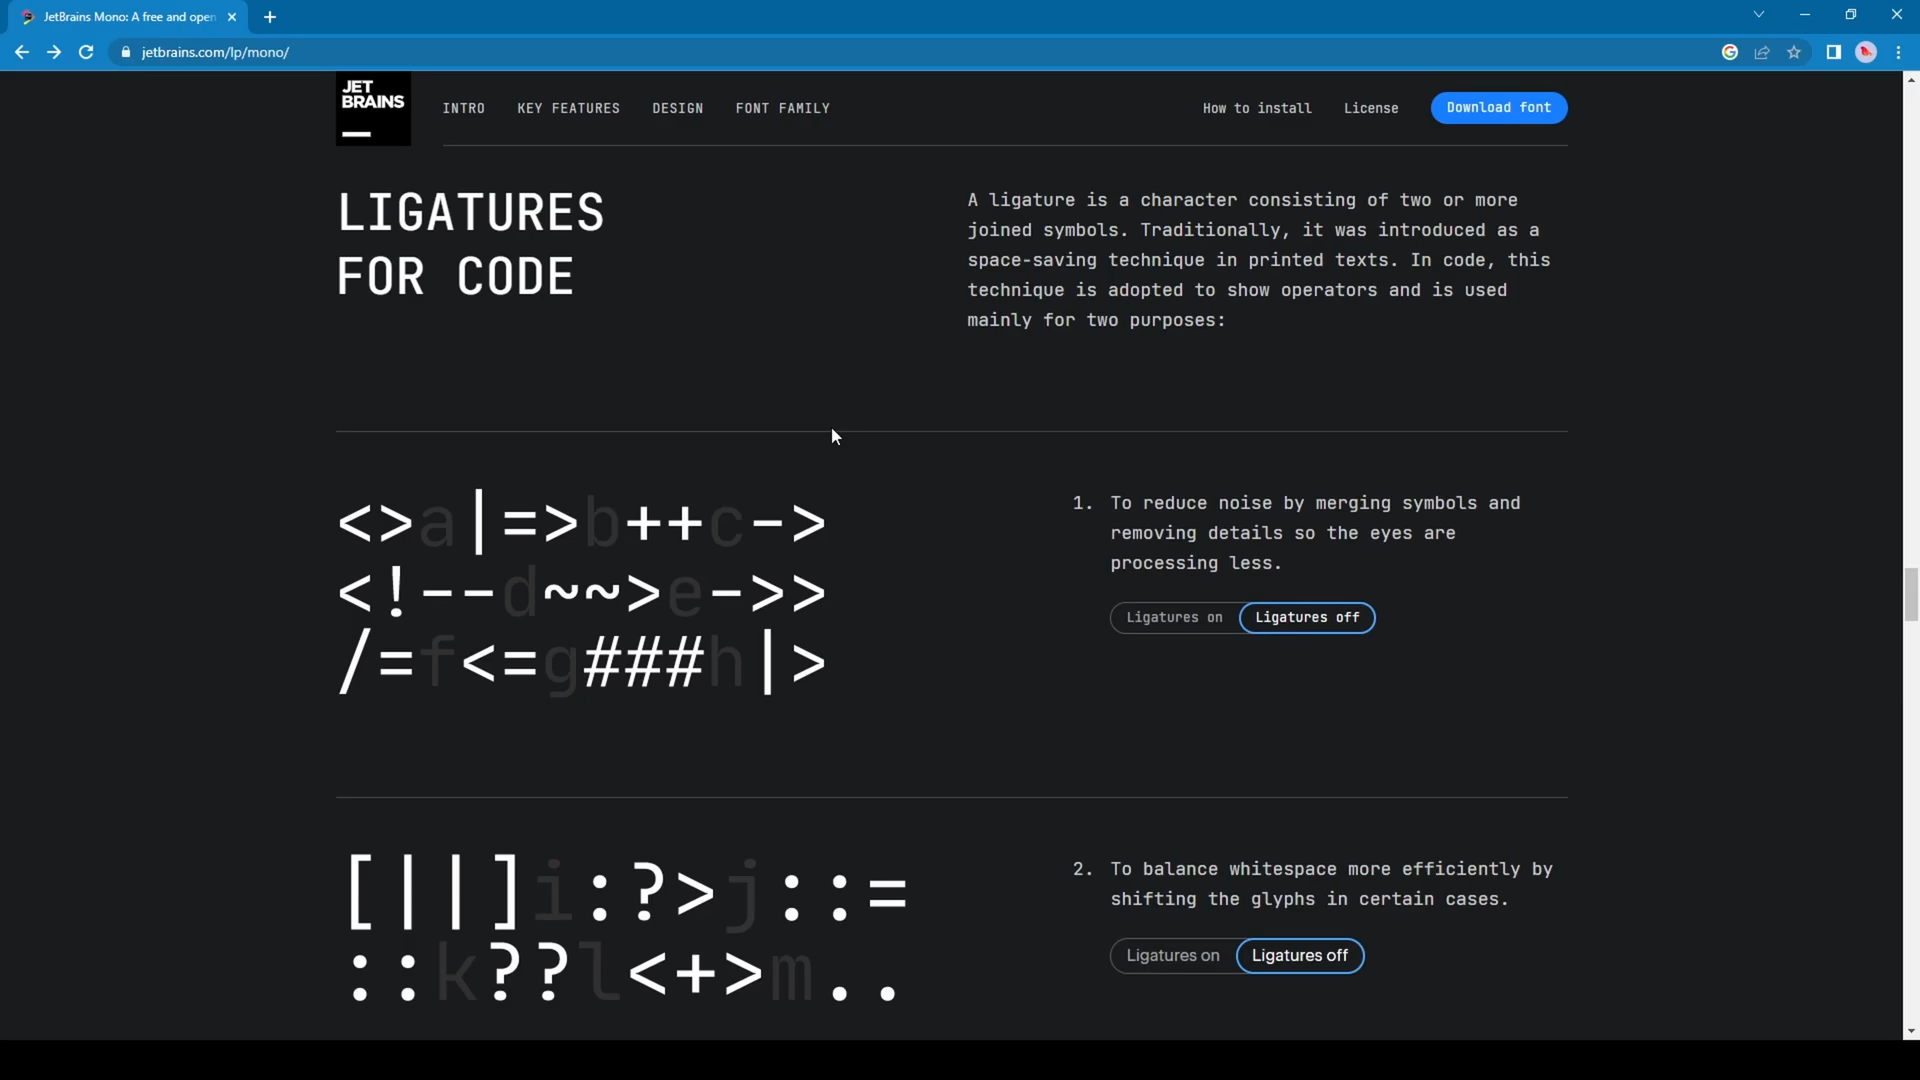 JetBrains Mono: A free and open
jetbrains.com/lp/mono/
JET
BRAINS
INTRO KEY FEATURES DESIGN FONT FAMILY How to install License Download font
LIGATURES
FOR CODE
A ligature is a character consisting of two or more
joined symbols. Traditionally, it was introduced as a
space-saving technique in printed texts. In code, this
technique is adopted to show operators and is used
mainly for two purposes:
<>a|=>b++c->
<!--d~~>e->>
/=f<=g###h|>
1. To reduce noise by merging symbols and
removing details so the eyes are
processing less.
Ligatures on Ligatures off
[||]i:?>j::=
::k??l<+>m..
2. To balance whitespace more efficiently by
shifting the glyphs in certain cases.
Ligatures on Ligatures off